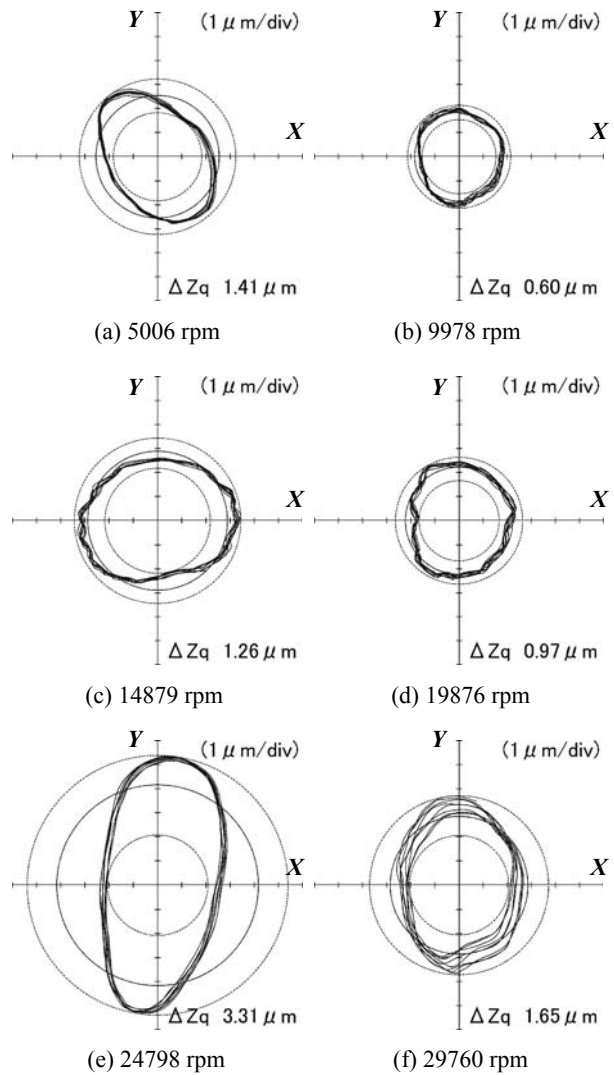 Y (1 μm/div) Y (1 μm/div)
X X
ΔZq 1.41 μm ΔZq 0.60 μm
(a) 5006 rpm (b) 9978 rpm
Y (1 μm/div) Y (1 μm/div)
X X
ΔZq 1.26 μm ΔZq 0.97 μm
(c) 14879 rpm (d) 19876 rpm
Y (1 μm/div) Y (1 μm/div)
X X
ΔZq 3.31 μm ΔZq 1.65 μm
(e) 24798 rpm (f) 29760 rpm